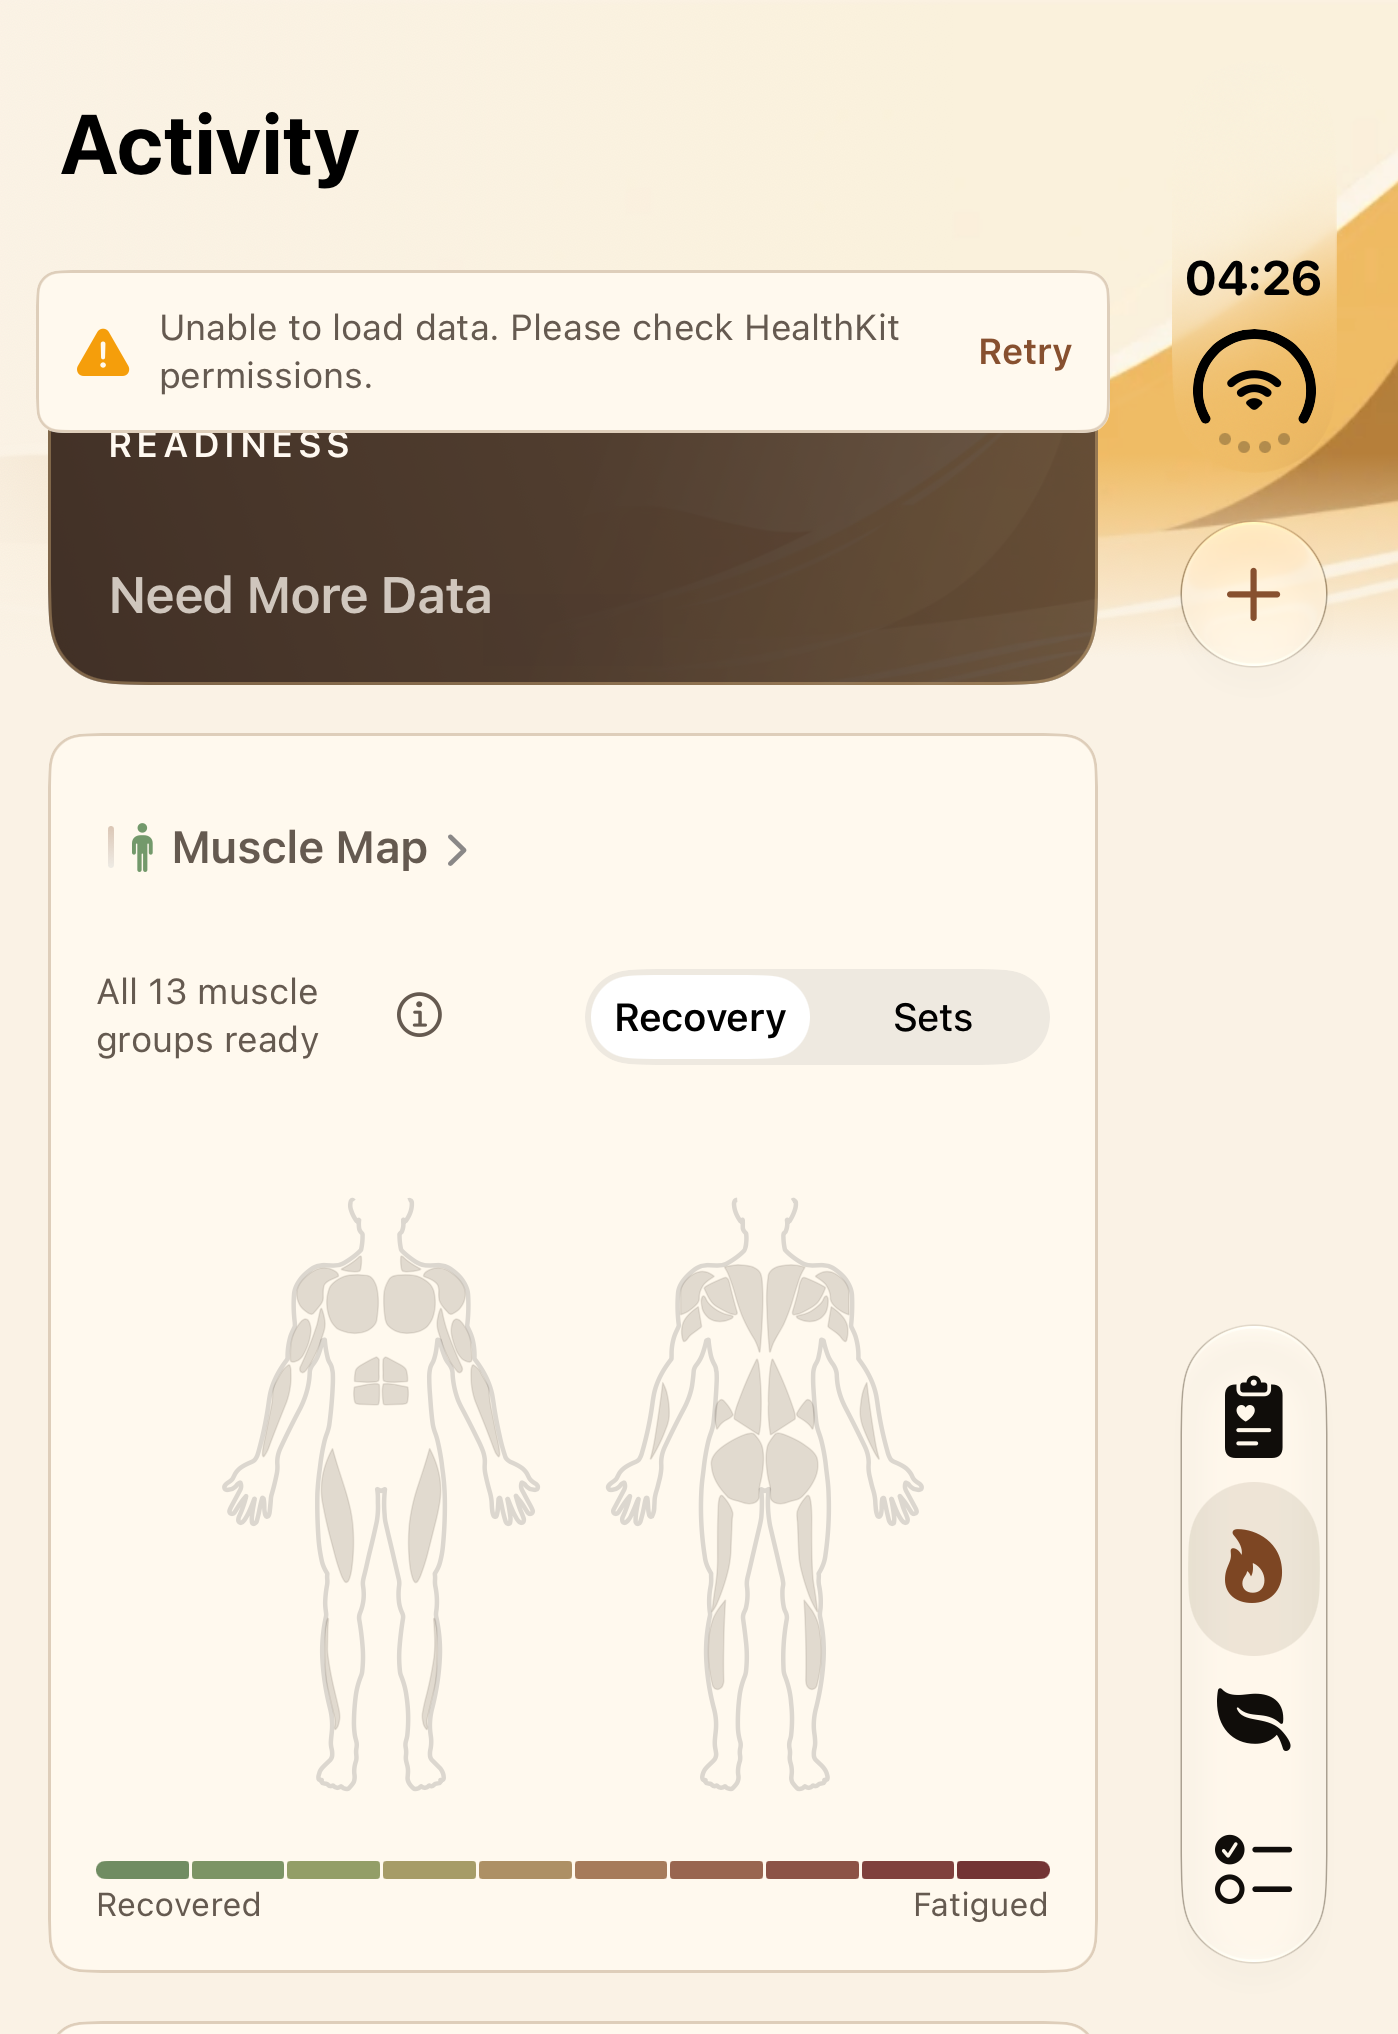 Activity
04:26
Unable to load data. Please check HealthKit
permissions.
Retry
READINESS
Need More Data
Muscle Map
All 13 muscle
groups ready
Recovery
Sets
Recovered
Fatigued